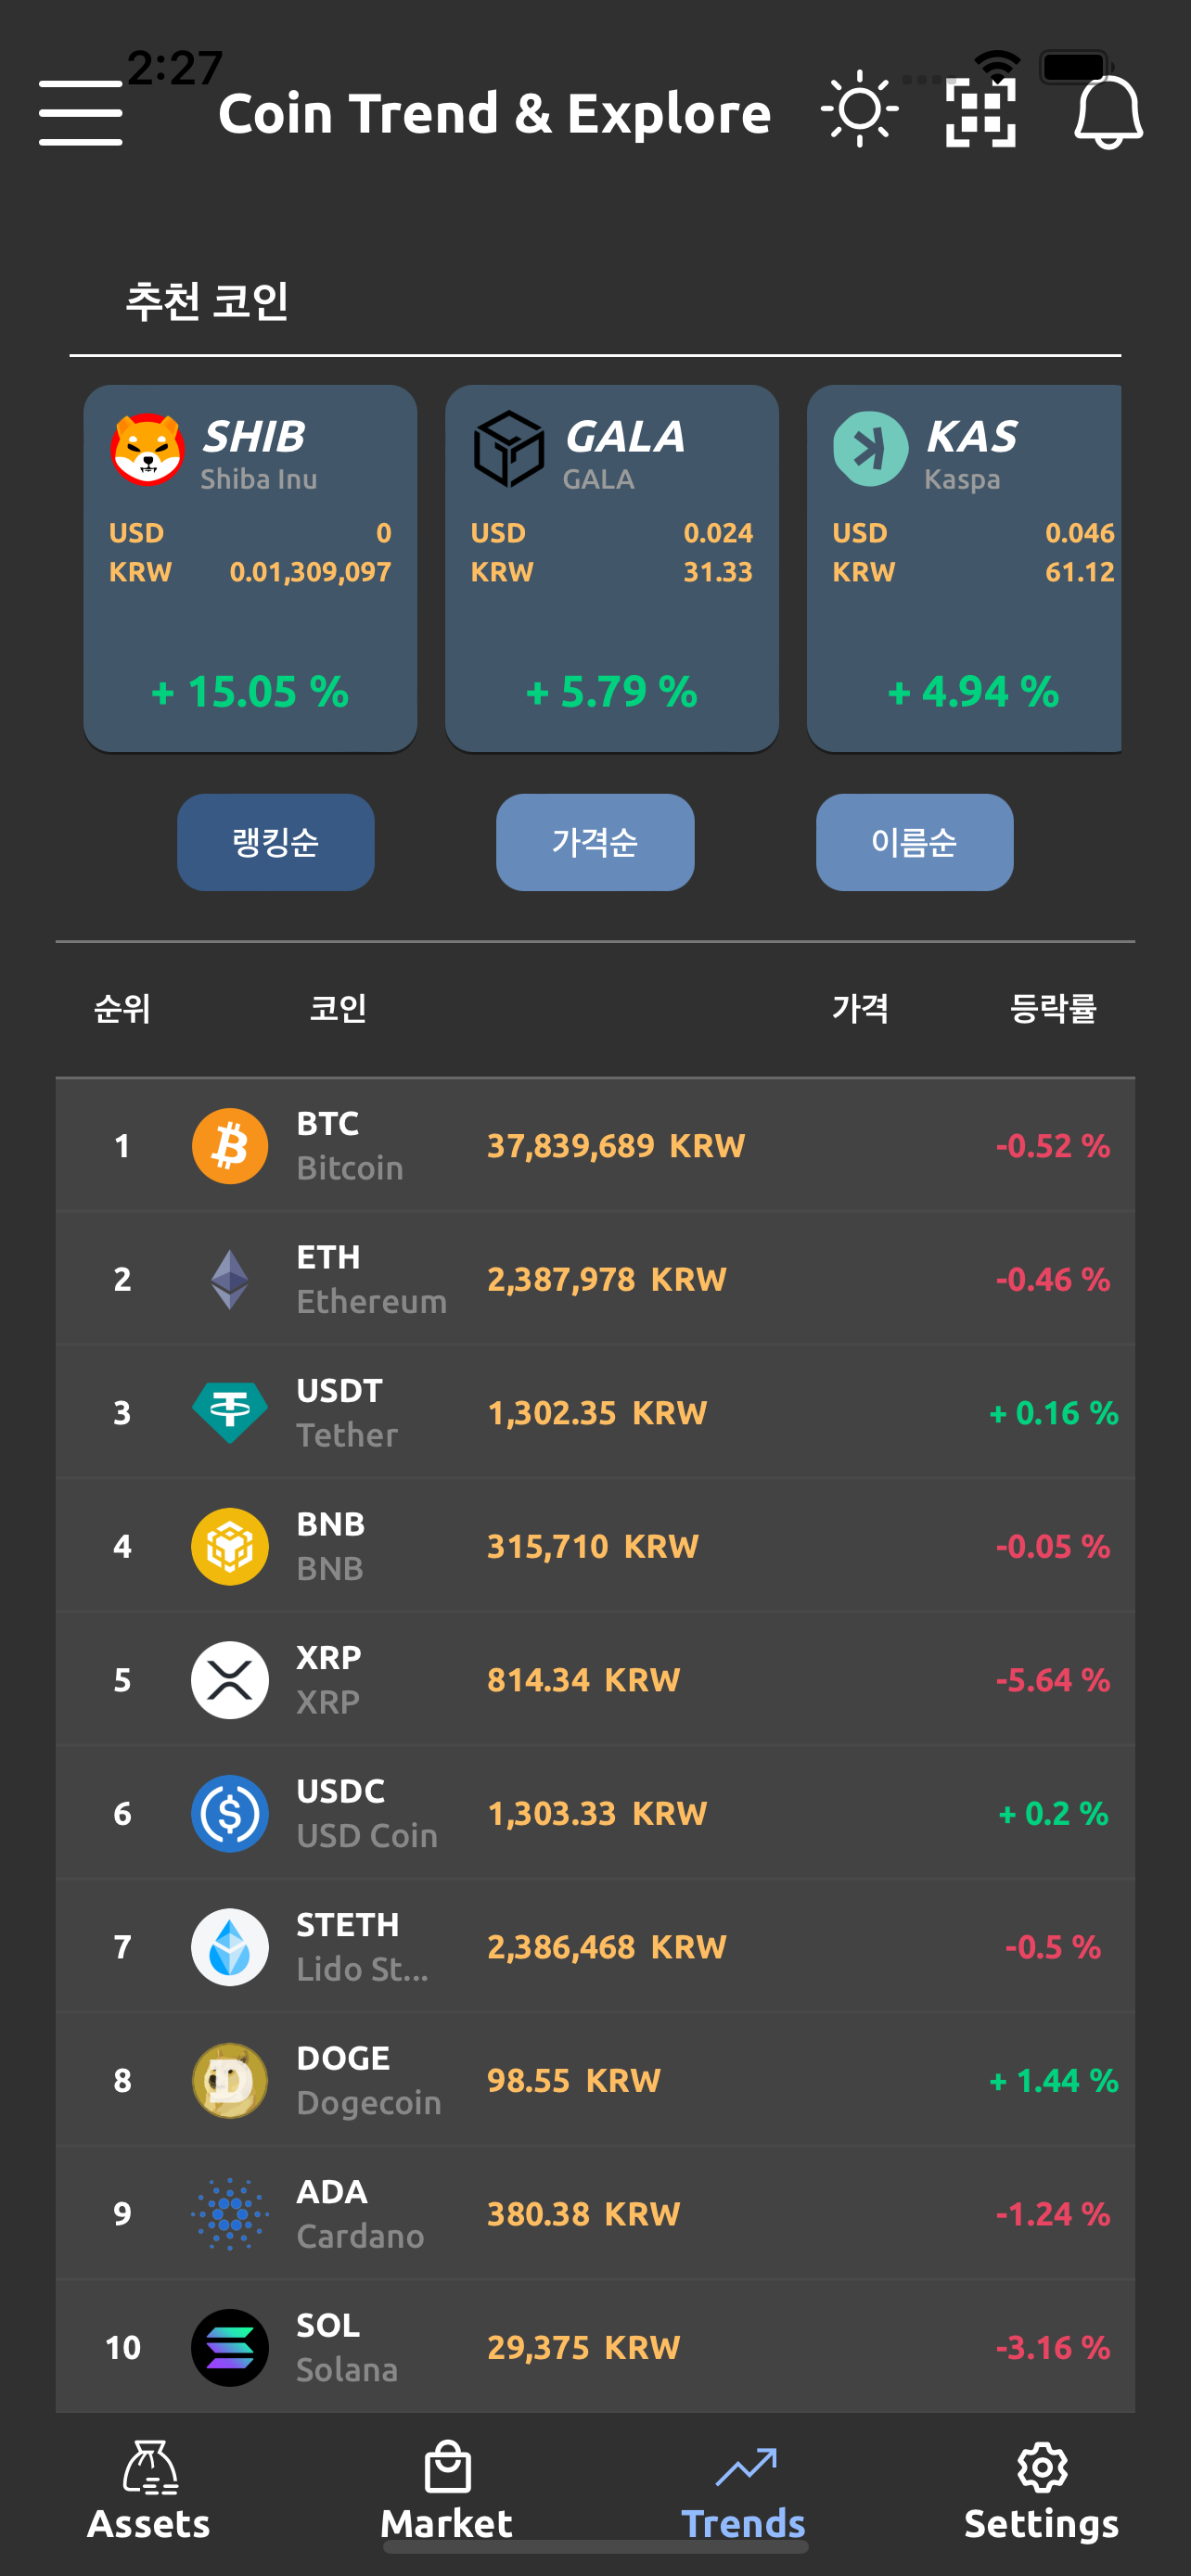 2:27
Coin Trend & Explore
추천 코인
SHIB
Shiba Inu
USD 0
KRW 0.01,309,097
+ 15.05 %
GALA
GALA
USD 0.024
KRW 31.33
+ 5.79 %
KAS
Kaspa
USD 0.046
KRW 61.12
+ 4.94 %
랭킹순 가격순 이름순
순위 코인 가격 등락률
1 BTC 37,839,689 KRW -0.52 %
Bitcoin
2 ETH 2,387,978 KRW -0.46 %
Ethereum
3 USDT 1,302.35 KRW + 0.16 %
Tether
4 BNB 315,710 KRW -0.05 %
BNB
5 XRP 814.34 KRW -5.64 %
XRP
6 USDC 1,303.33 KRW + 0.2 %
USD Coin
7 STETH 2,386,468 KRW -0.5 %
Lido St...
8 DOGE 98.55 KRW + 1.44 %
Dogecoin
9 ADA 380.38 KRW -1.24 %
Cardano
10 SOL 29,375 KRW -3.16 %
Solana
Assets Market Trends Settings